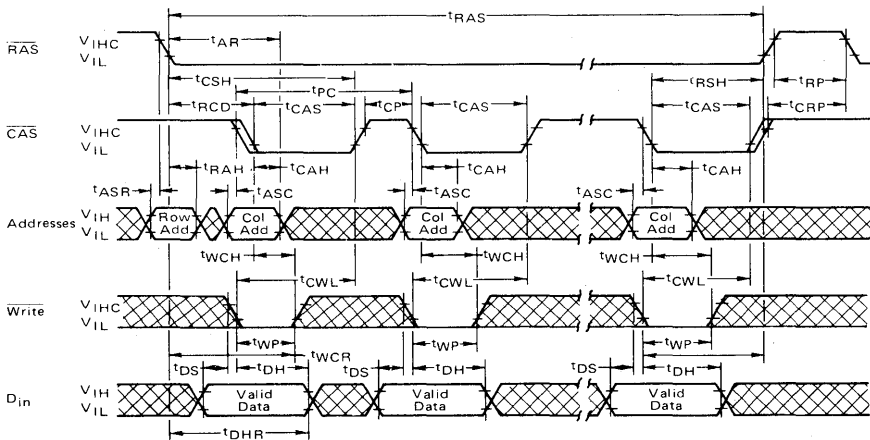 tRAS
tAR
RAS VIHC
VIL
tCSH
tRSH
tPC
tRP
tRCD tCAS tCP tCAS tCAS tCRP
CAS VIHC
VIL
tRAH tCAH tCAH tCAH
tASR tASC tASC tASC
Addresses VIH
VIL
Row Add
Col Add
Col Add
Col Add
tWCH tWCH tWCH
tCWL tCWL tCWL
Write VIHC
VIL
tWP tWP tWP
tWCR
tDS tDH tDS tDH tDS tDH
Din VIH
VIL
Valid Data
Valid Data
Valid Data
tDHR